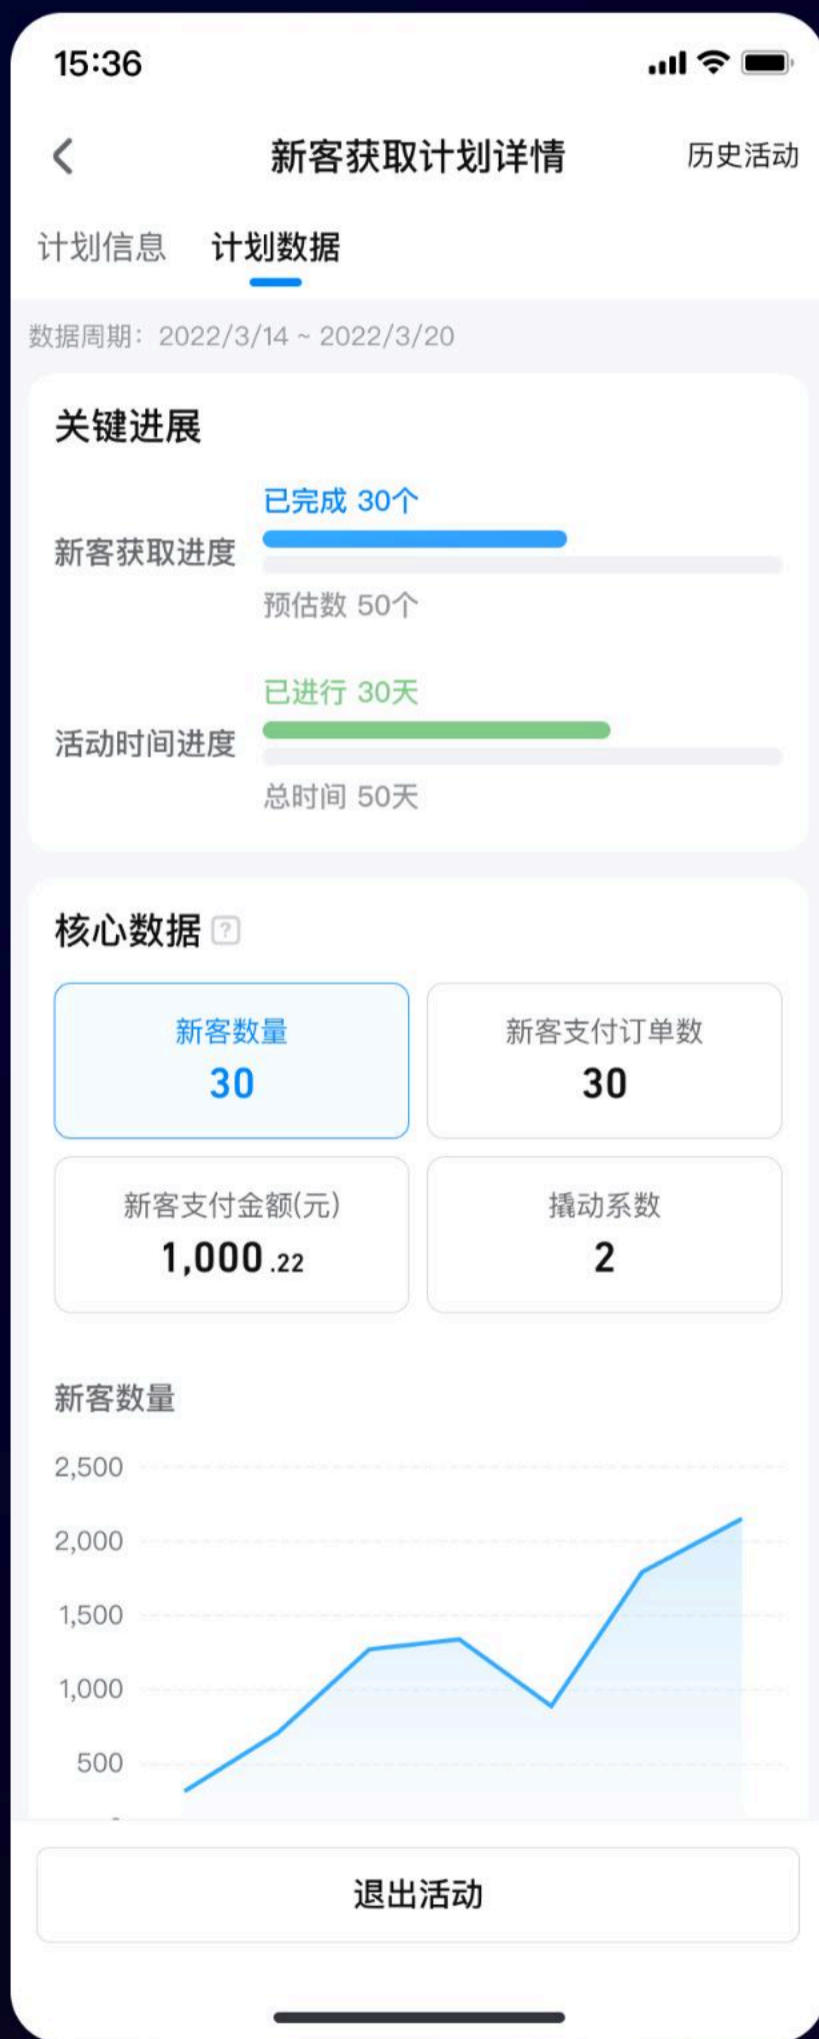 15:36
新客获取计划详情
历史活动
计划信息 计划数据
数据周期：2022/3/14 ~ 2022/3/20
关键进展
已完成 30个
新客获取进度
预估数 50个
已进行 30天
活动时间进度
总时间 50天
核心数据 ?
新客数量
30
新客支付订单数
30
新客支付金额(元)
1,000.22
撬动系数
2
新客数量
2,500
2,000
1,500
1,000
500
退出活动